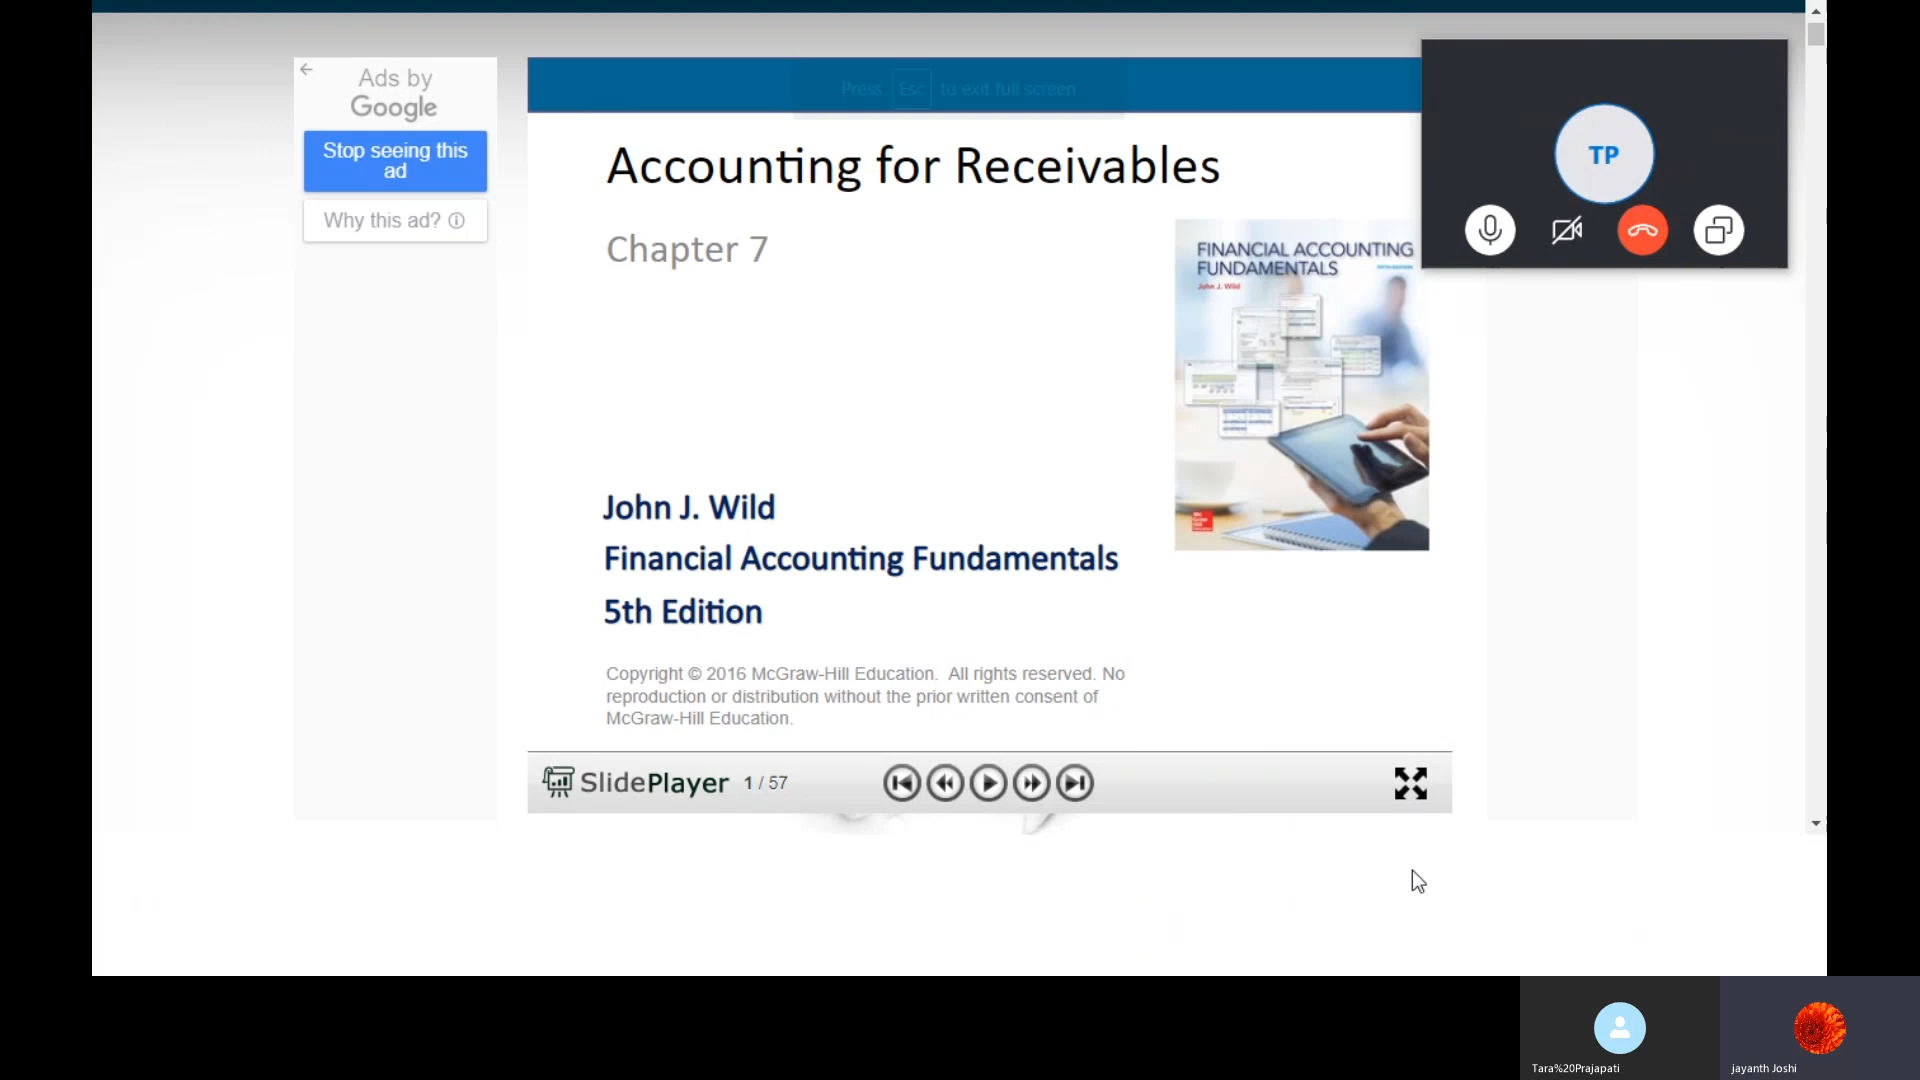 Ads by
Google
Stop seeing this
ad
Why this ad?
Press Esc to exit full screen
Accounting for Receivables
Chapter 7
FINANCIAL ACCOUNTING
FUNDAMENTALS
John J. Wild
John J. Wild
Financial Accounting Fundamentals
5th Edition
Copyright © 2016 McGraw-Hill Education. All rights reserved. No
reproduction or distribution without the prior written consent of
McGraw-Hill Education.
SlidePlayer 1 / 57
TP
Tara%20Prajapati
jayanth Joshi